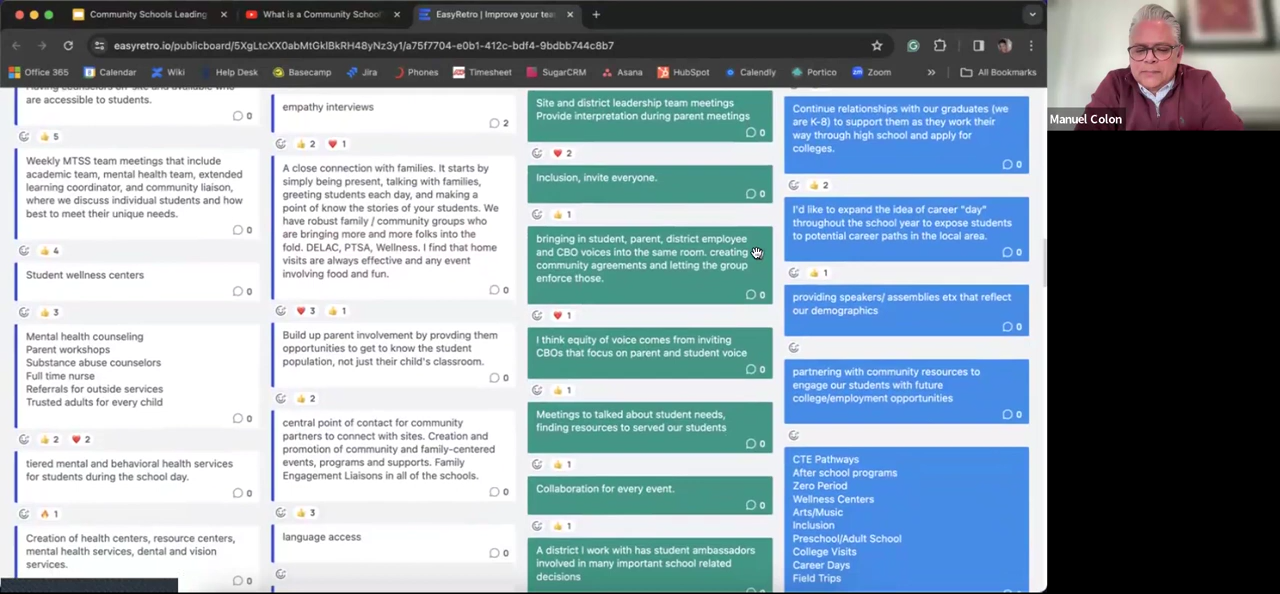 Community Schools Leading
What is a Community School
EasyRetro | Improve your tea
easyretro.io/publicboard/5XgLtcXX0abMtGklBkRH48yNz3y1/a75f7704-e0b1-412c-bdf4-9bdbb744c8b7
Office 365
Calendar
Wiki
Help Desk
Basecamp
Jira
Phones
Timesheet
SugarCRM
Asana
HubSpot
Calendly
Portico
Zoom
»
All Bookmarks
Having counselors on-site and available who
are accessible to students.
0
5
Weekly MTSS team meetings that include
academic team, mental health team, extended
learning coordinator, and community liaison,
where we discuss individual students and how
best to meet their unique needs.
0
4
Student wellness centers
0
3
Mental health counseling
Parent workshops
Substance abuse counselors
Full time nurse
Referrals for outside services
Trusted adults for every child
0
2 2
tiered mental and behavioral health services
for students during the school day.
0
1
Creation of health centers, resource centers,
mental health services, dental and vision
services.
0
empathy interviews
2
2 1
A close connection with families. It starts by
simply being present, talking with families,
greeting students each day, and making a
point of know the stories of your students. We
have robust family / community groups who
are bringing more and more folks into the
fold. DELAC, PTSA, Wellness. I find that home
visits are always effective and any event
involving food and fun.
0
3 1
Build up parent involvement by provding them
opportunities to get to know the student
population, not just their child's classroom.
0
2
central point of contact for community
partners to connect with sites. Creation and
promotion of community and family-centered
events, programs and supports. Family
Engagement Liaisons in all of the schools.
0
3
language access
0
Site and district leadership team meetings
Provide interpretation during parent meetings
0
2
Inclusion, invite everyone.
0
1
bringing in student, parent, district employee
and CBO voices into the same room. creating
community agreements and letting the group
enforce those.
0
1
I think equity of voice comes from inviting
CBOs that focus on parent and student voice
0
1
Meetings to talked about student needs,
finding resources to served our students
0
1
Collaboration for every event.
0
1
A district I work with has student ambassadors
involved in many important school related
decisions
Continue relationships with our graduates (we
are K-8) to support them as they work their
way through high school and apply for
colleges.
0
2
I'd like to expand the idea of career "day"
throughout the school year to expose students
to potential career paths in the local area.
0
1
providing speakers/ assemblies etx that reflect
our demographics
0
partnering with community resources to
engage our students with future
college/employment opportunities
0
CTE Pathways
After school programs
Zero Period
Wellness Centers
Arts/Music
Inclusion
Preschool/Adult School
College Visits
Career Days
Field Trips
Manuel Colon